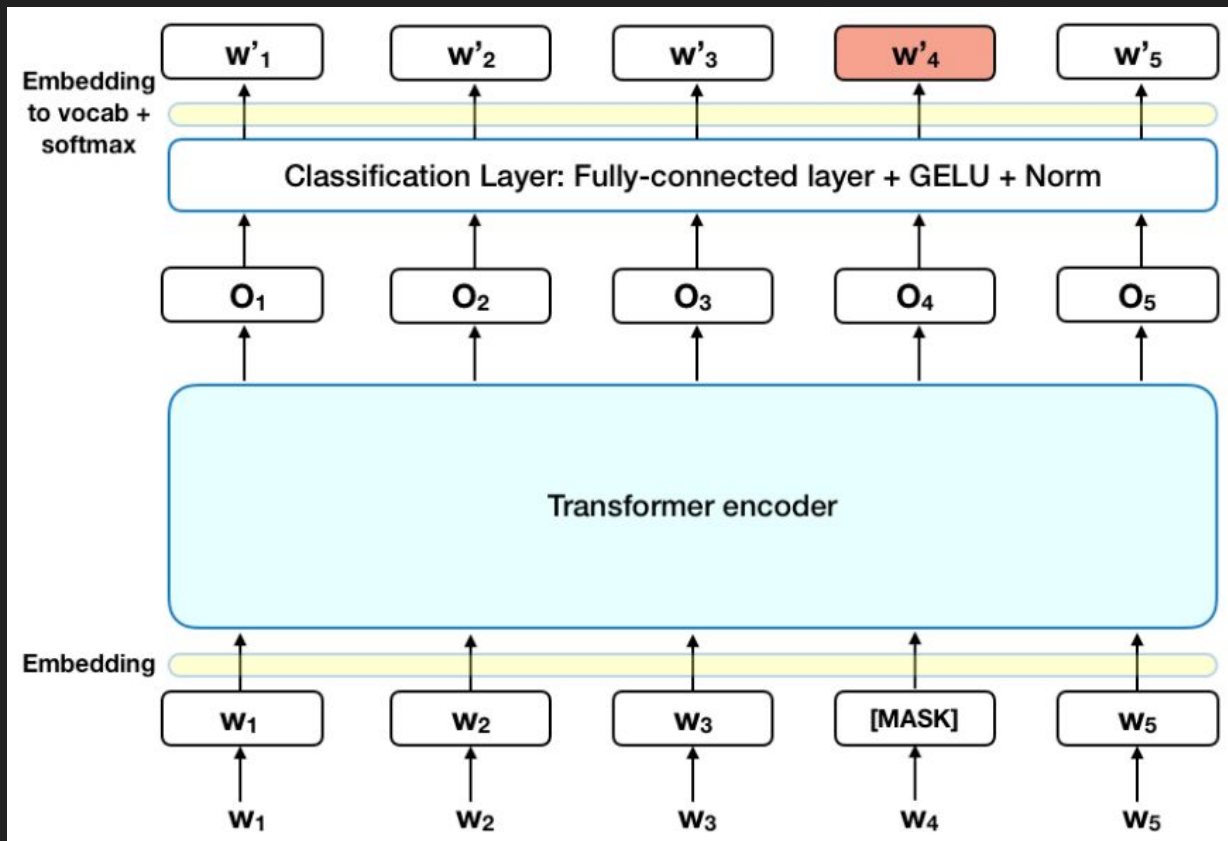 w’₁ w’₂ w’₃ w’₄ w’₅
Embedding
to vocab +
softmax
Classification Layer: Fully-connected layer + GELU + Norm
O₁ O₂ O₃ O₄ O₅
Transformer encoder
Embedding
W₁ W₂ W₃ [MASK] W₅
W₁ W₂ W₃ W₄ W₅